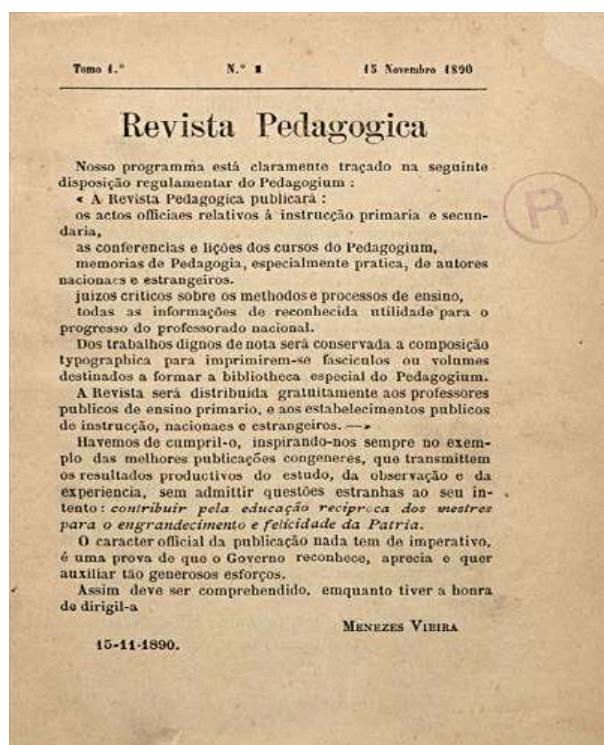 Tomo 1.° N.° 1 15 Novembro 1890
Revista Pedagogica
Nosso programma está claramente traçado na seguinte
disposição regulamentar do Pedagogium :
« A Revista Pedagogica publicará :
os actos officiaes relativos á instrucção primaria e secun-
daria,
as conferencias e lições dos cursos do Pedagogium,
memorias de Pedagogia, especialmente pratica, de autores
nacionaes e estrangeiros.
juizos criticos sobre os methodos e processos de ensino,
todas as informações de reconhecida utilidade para o
progresso do professorado nacional.
Dos trabalhos dignos de nota será conservada a composição
typographica para imprimirem-se fasciculos ou volumes
destinados a formar a bibliotheca especial do Pedagogium.
A Revista será distribuida gratuitamente aos professores
publicos de ensino primario, e aos estabelecimentos publicos
de instrucção, nacionaes e estrangeiros. —»
Havemos de cumpril-o, inspirando-nos sempre no exem-
plo das melhores publicações congeneres, que transmittem
os resultados productivos do estudo, da observação e da
experiencia, sem admittir questões estranhas ao seu in-
tento : contribuir pela educação reciproca dos mestres
para o engrandecimento e felicidade da Patria.
O caracter official da publicação nada tem de imperativo,
é uma prova de que o Governo reconhece, aprecia e quer
auxiliar tão generosos esforços.
Assim deve ser comprehendido, emquanto tiver a honra
de dirigil-a
MENEZES VIEIRA
15-11-1890.
R